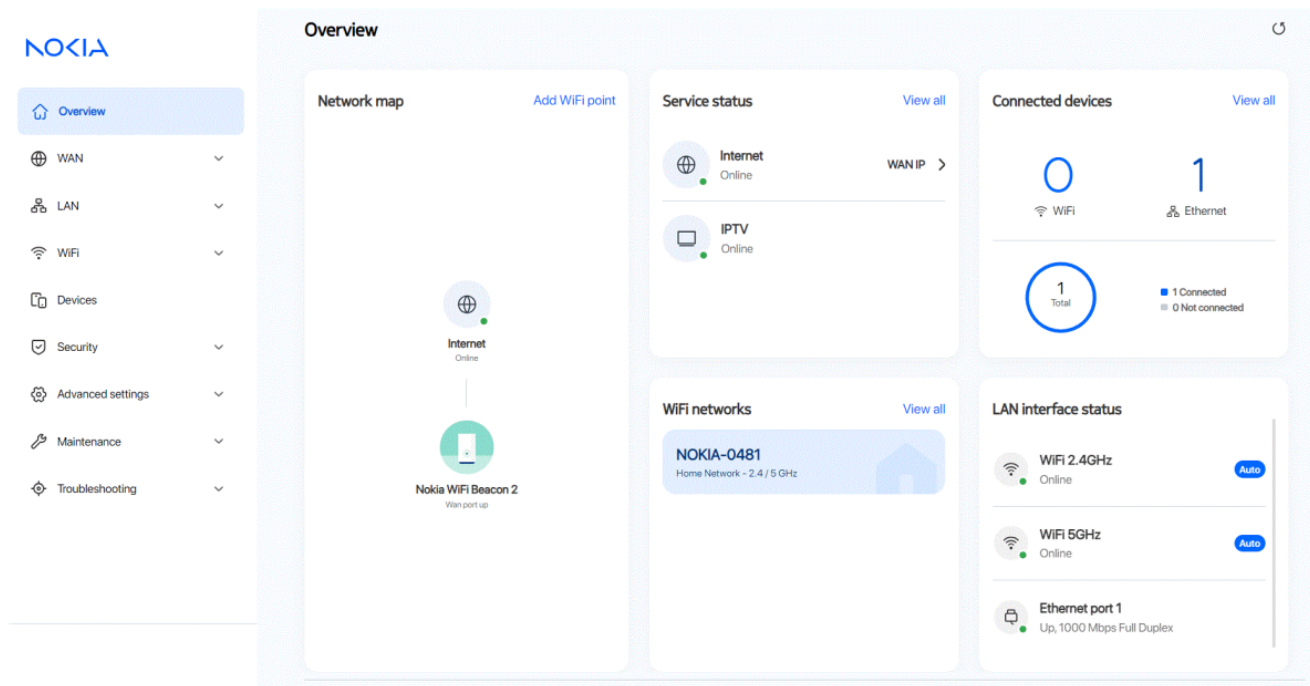 NOKIA
Overview
WAN
LAN
WiFi
Devices
Security
Advanced settings
Maintenance
Troubleshooting
Overview
Network map
Add WiFi point
Internet
Online
Nokia WiFi Beacon 2
Wan port up
Service status
View all
Internet
Online
WAN IP
IPTV
Online
Connected devices
View all
0
WiFi
1
Ethernet
1
Total
1 Connected
0 Not connected
WiFi networks
View all
NOKIA-0481
Home Network - 2.4 / 5 GHz
LAN interface status
WiFi 2.4GHz
Online
Auto
WiFi 5GHz
Online
Auto
Ethernet port 1
Up, 1000 Mbps Full Duplex